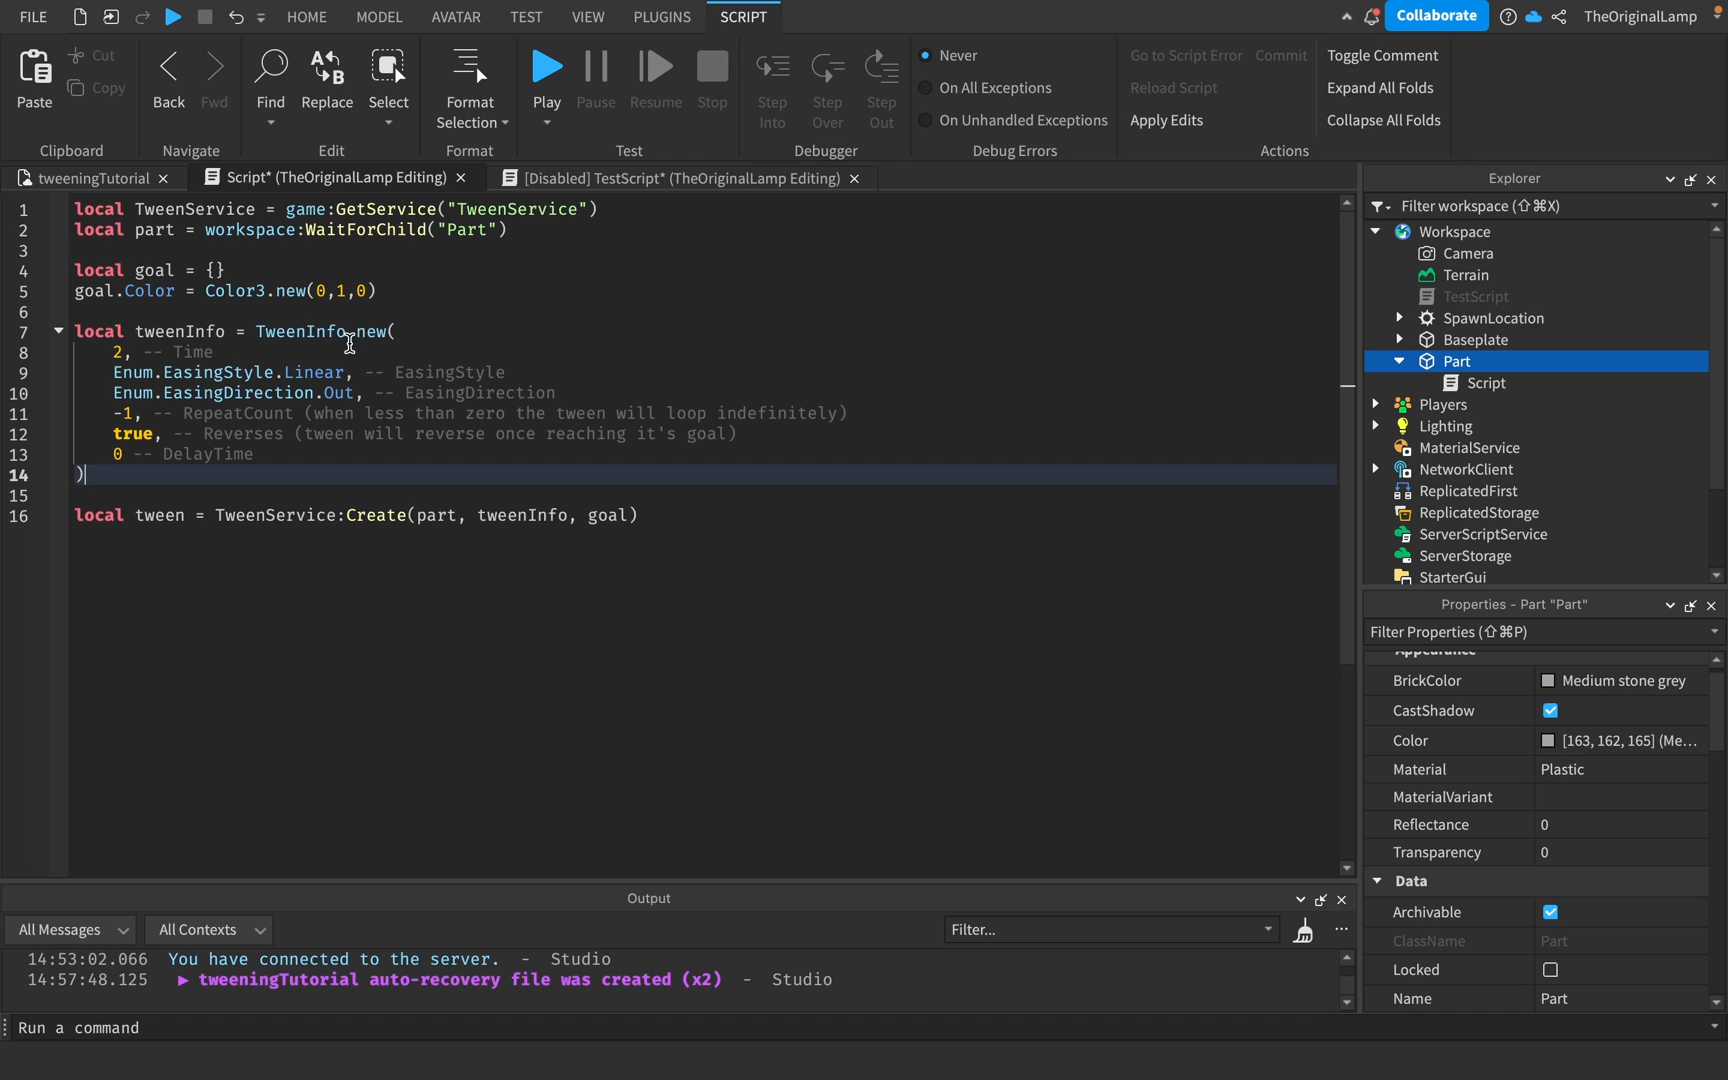 FILE HOME MODEL AVATAR TEST VIEW PLUGINS SCRIPT Collaborate TheOriginalLamp
Paste Cut Copy Back Fwd Find Replace Select Format Selection Play Pause Resume Stop Step Into Step Over Step Out
Never
On All Exceptions
On Unhandled Exceptions
Go to Script Error Commit
Reload Script
Apply Edits
Toggle Comment
Expand All Folds
Collapse All Folds
Clipboard Navigate Edit Format Test Debugger Debug Errors Actions
tweeningTutorial Script* (TheOriginalLamp Editing) [Disabled] TestScript* (TheOriginalLamp Editing)
1 local TweenService = game:GetService("TweenService")
2 local part = workspace:WaitForChild("Part")
3
4 local goal = {}
5 goal.Color = Color3.new(0,1,0)
6
7 local tweenInfo = TweenInfo.new(
8 2, -- Time
9 Enum.EasingStyle.Linear, -- EasingStyle
10 Enum.EasingDirection.Out, -- EasingDirection
11 -1, -- RepeatCount (when less than zero the tween will loop indefinitely)
12 true, -- Reverses (tween will reverse once reaching it's goal)
13 0 -- DelayTime
14 )
15
16 local tween = TweenService:Create(part, tweenInfo, goal)
Explorer
Filter workspace (⇧⌘X)
Workspace
Camera
Terrain
TestScript
SpawnLocation
Baseplate
Part
Script
Players
Lighting
MaterialService
NetworkClient
ReplicatedFirst
ReplicatedStorage
ServerScriptService
ServerStorage
StarterGui
Properties - Part "Part"
Filter Properties (⇧⌘P)
Appearance
BrickColor Medium stone grey
CastShadow
Color [163, 162, 165] (Me...
Material Plastic
MaterialVariant
Reflectance 0
Transparency 0
Data
Archivable
ClassName Part
Locked
Name Part
Output
All Messages All Contexts Filter...
14:53:02.066 You have connected to the server. - Studio
14:57:48.125 ▶ tweeningTutorial auto-recovery file was created (x2) - Studio
Run a command